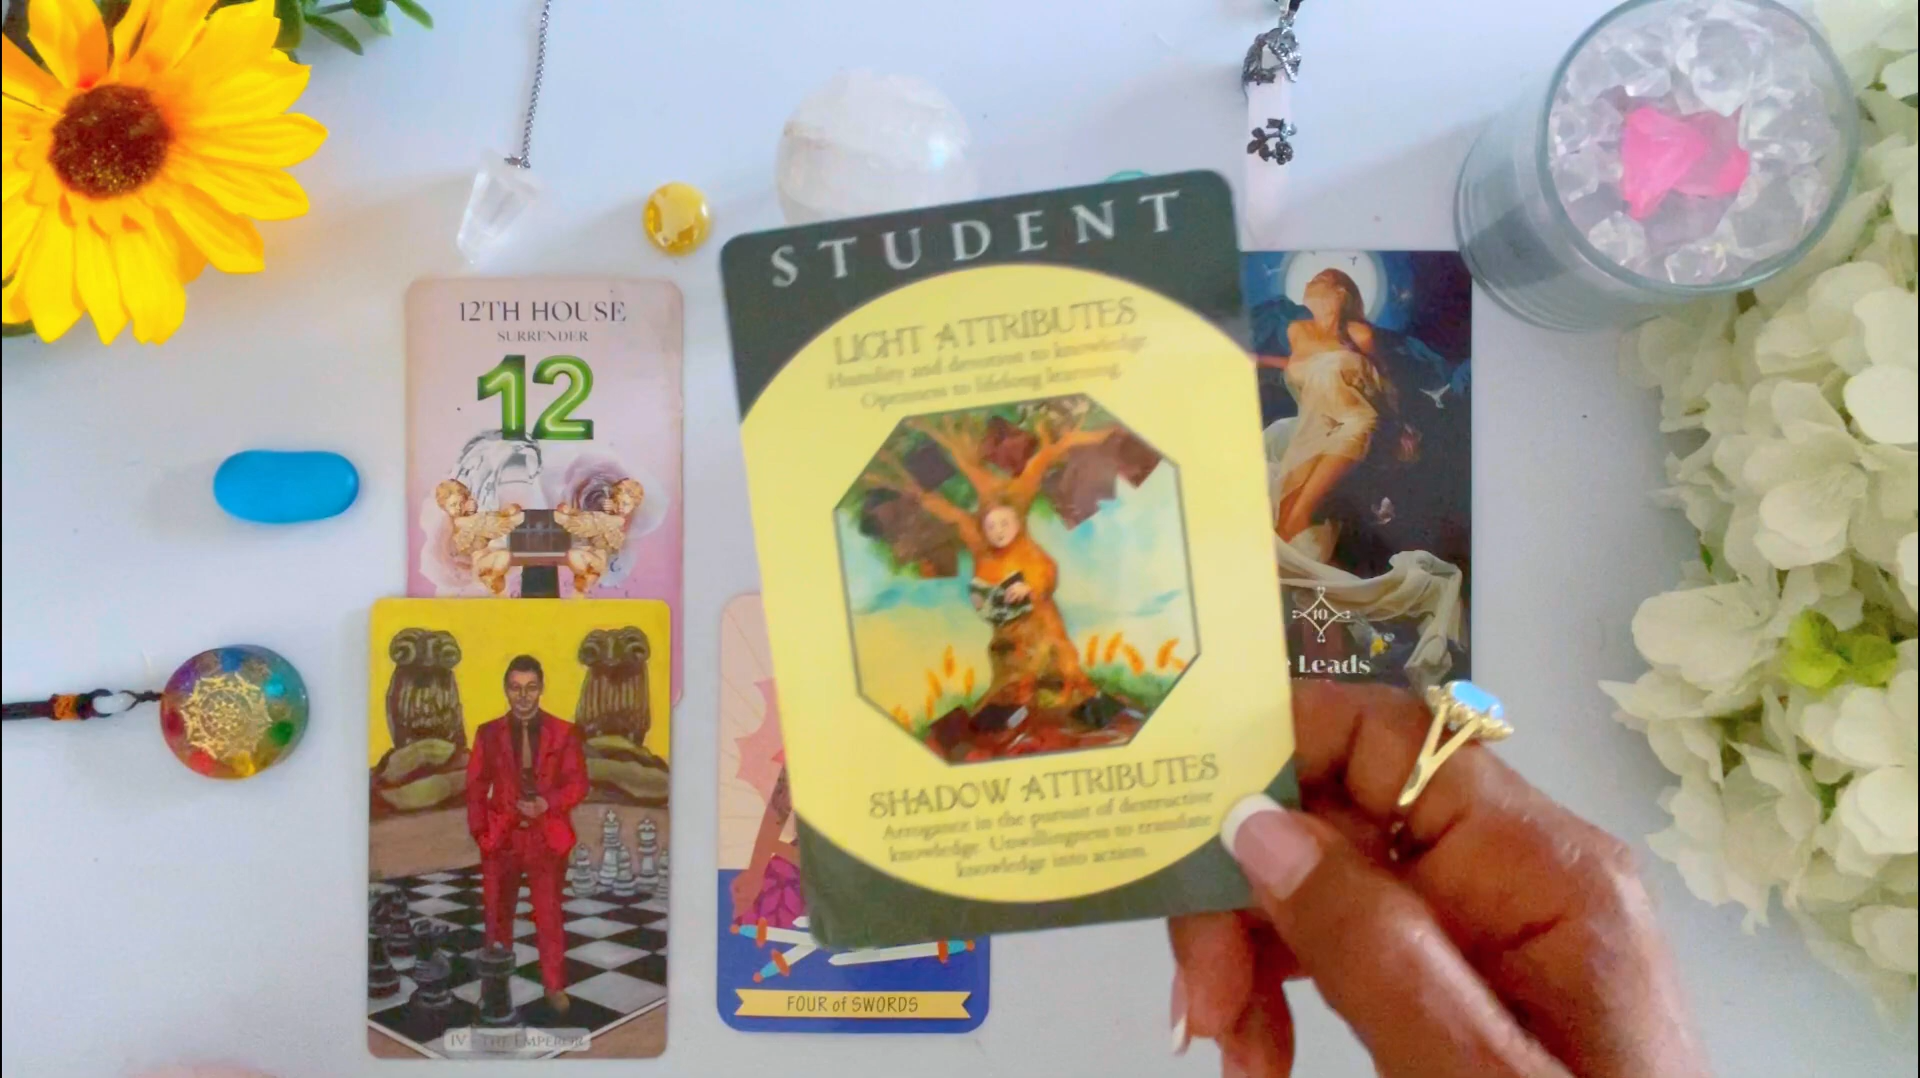 STUDENT
LIGHT ATTRIBUTES
Humility and devotion to knowledge.
Openness to lifelong learning.
SHADOW ATTRIBUTES
Arrogance in the pursuit of destructive
knowledge. Unwillingness to translate
knowledge into action.
12TH HOUSE
SURRENDER
12
IV - THE EMPEROR
FOUR of SWORDS
10
Leads